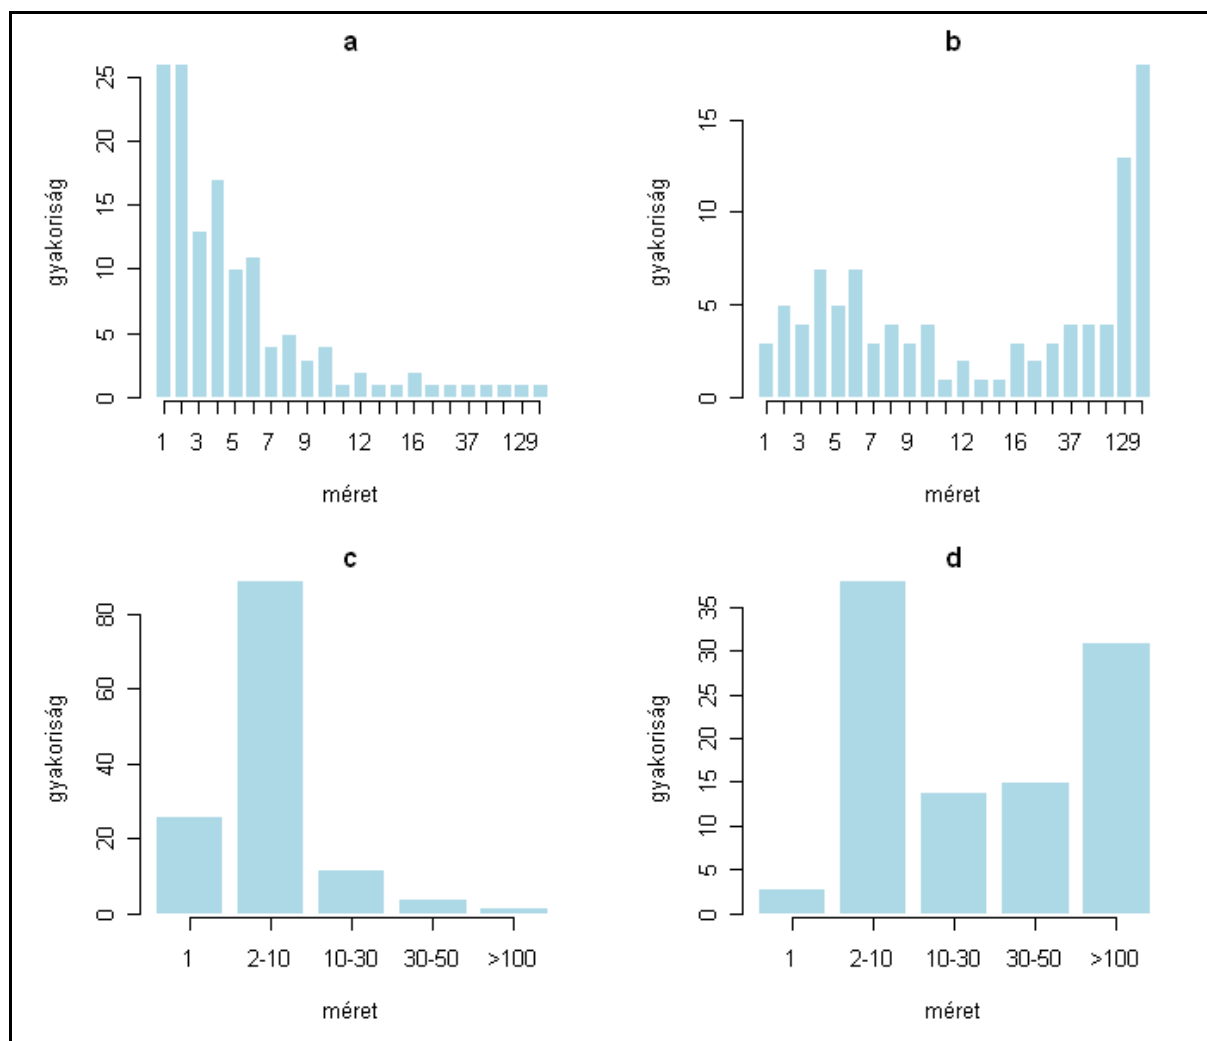 a
gyakoriság
0 5 10 15 20 25
1 3 5 7 9 12 16 37 129
méret
b
gyakoriság
0 5 10 15
1 3 5 7 9 12 16 37 129
méret
c
gyakoriság
0 20 40 60 80
1 2-10 10-30 30-50 >100
méret
d
gyakoriság
0 5 10 15 20 25 30 35
1 2-10 10-30 30-50 >100
méret